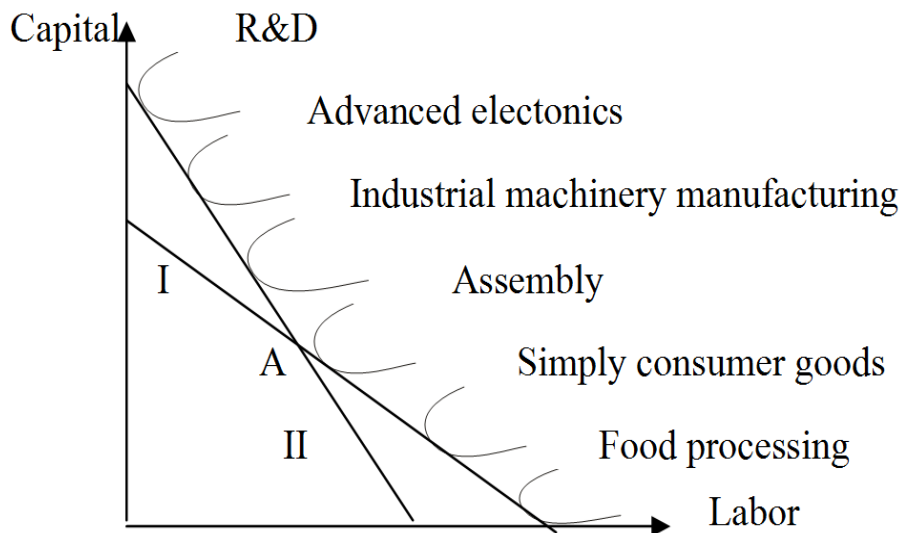 Capital
R&D
Advanced electonics
Industrial machinery manufacturing
I
Assembly
A
Simply consumer goods
II
Food processing
Labor